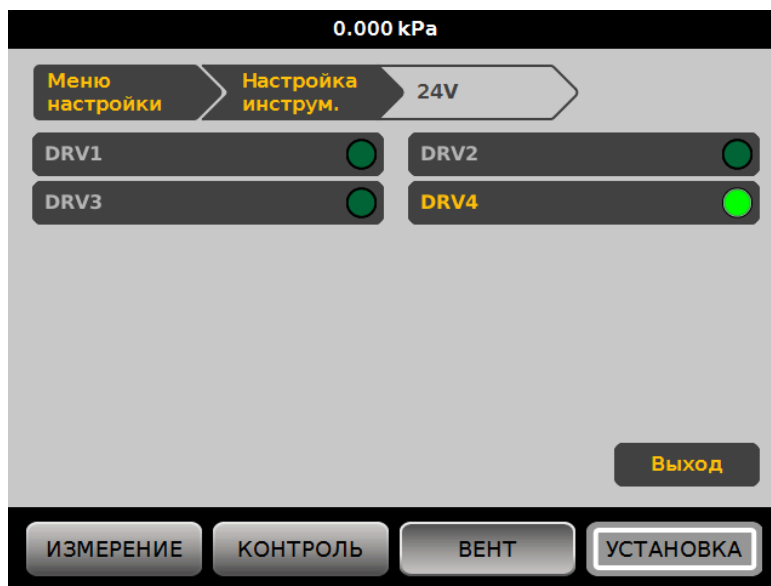 0.000 kPa
Меню
настройки
Настройка
инструм.
24V
DRV1
DRV2
DRV3
DRV4
Выход
ИЗМЕРЕНИЕ
КОНТРОЛЬ
ВЕНТ
УСТАНОВКА